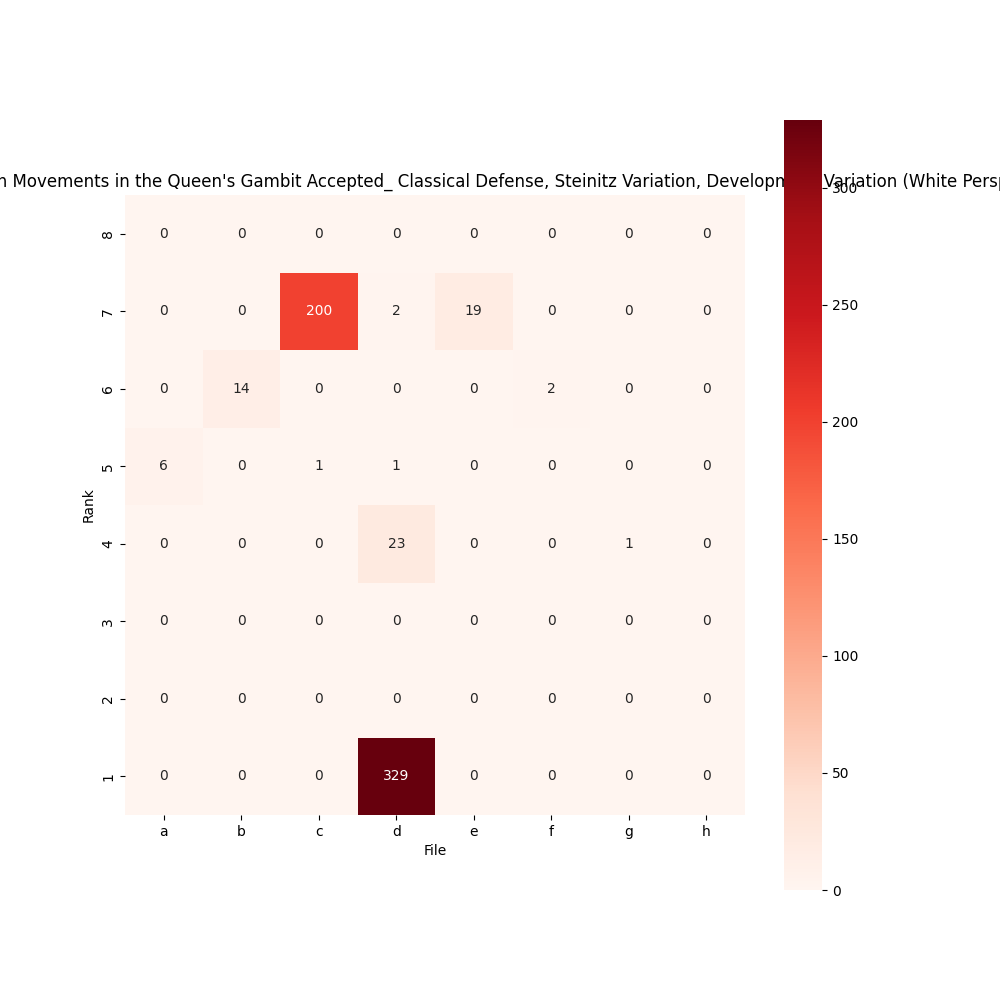 n Movements in the Queen's Gambit Accepted_ Classical Defense, Steinitz Variation, Development Variation (White Persp
300
8 0 0 0 0 0 0 0 0
7 0 0 200 2 19 0 0 0
250
6 0 14 0 0 0 2 0 0
200
5 6 0 1 1 0 0 0 0
Rank
150
4 0 0 0 23 0 0 1 0
3 0 0 0 0 0 0 0 0
100
2 0 0 0 0 0 0 0 0
50
1 0 0 0 329 0 0 0 0
a b c d e f g h
File
0